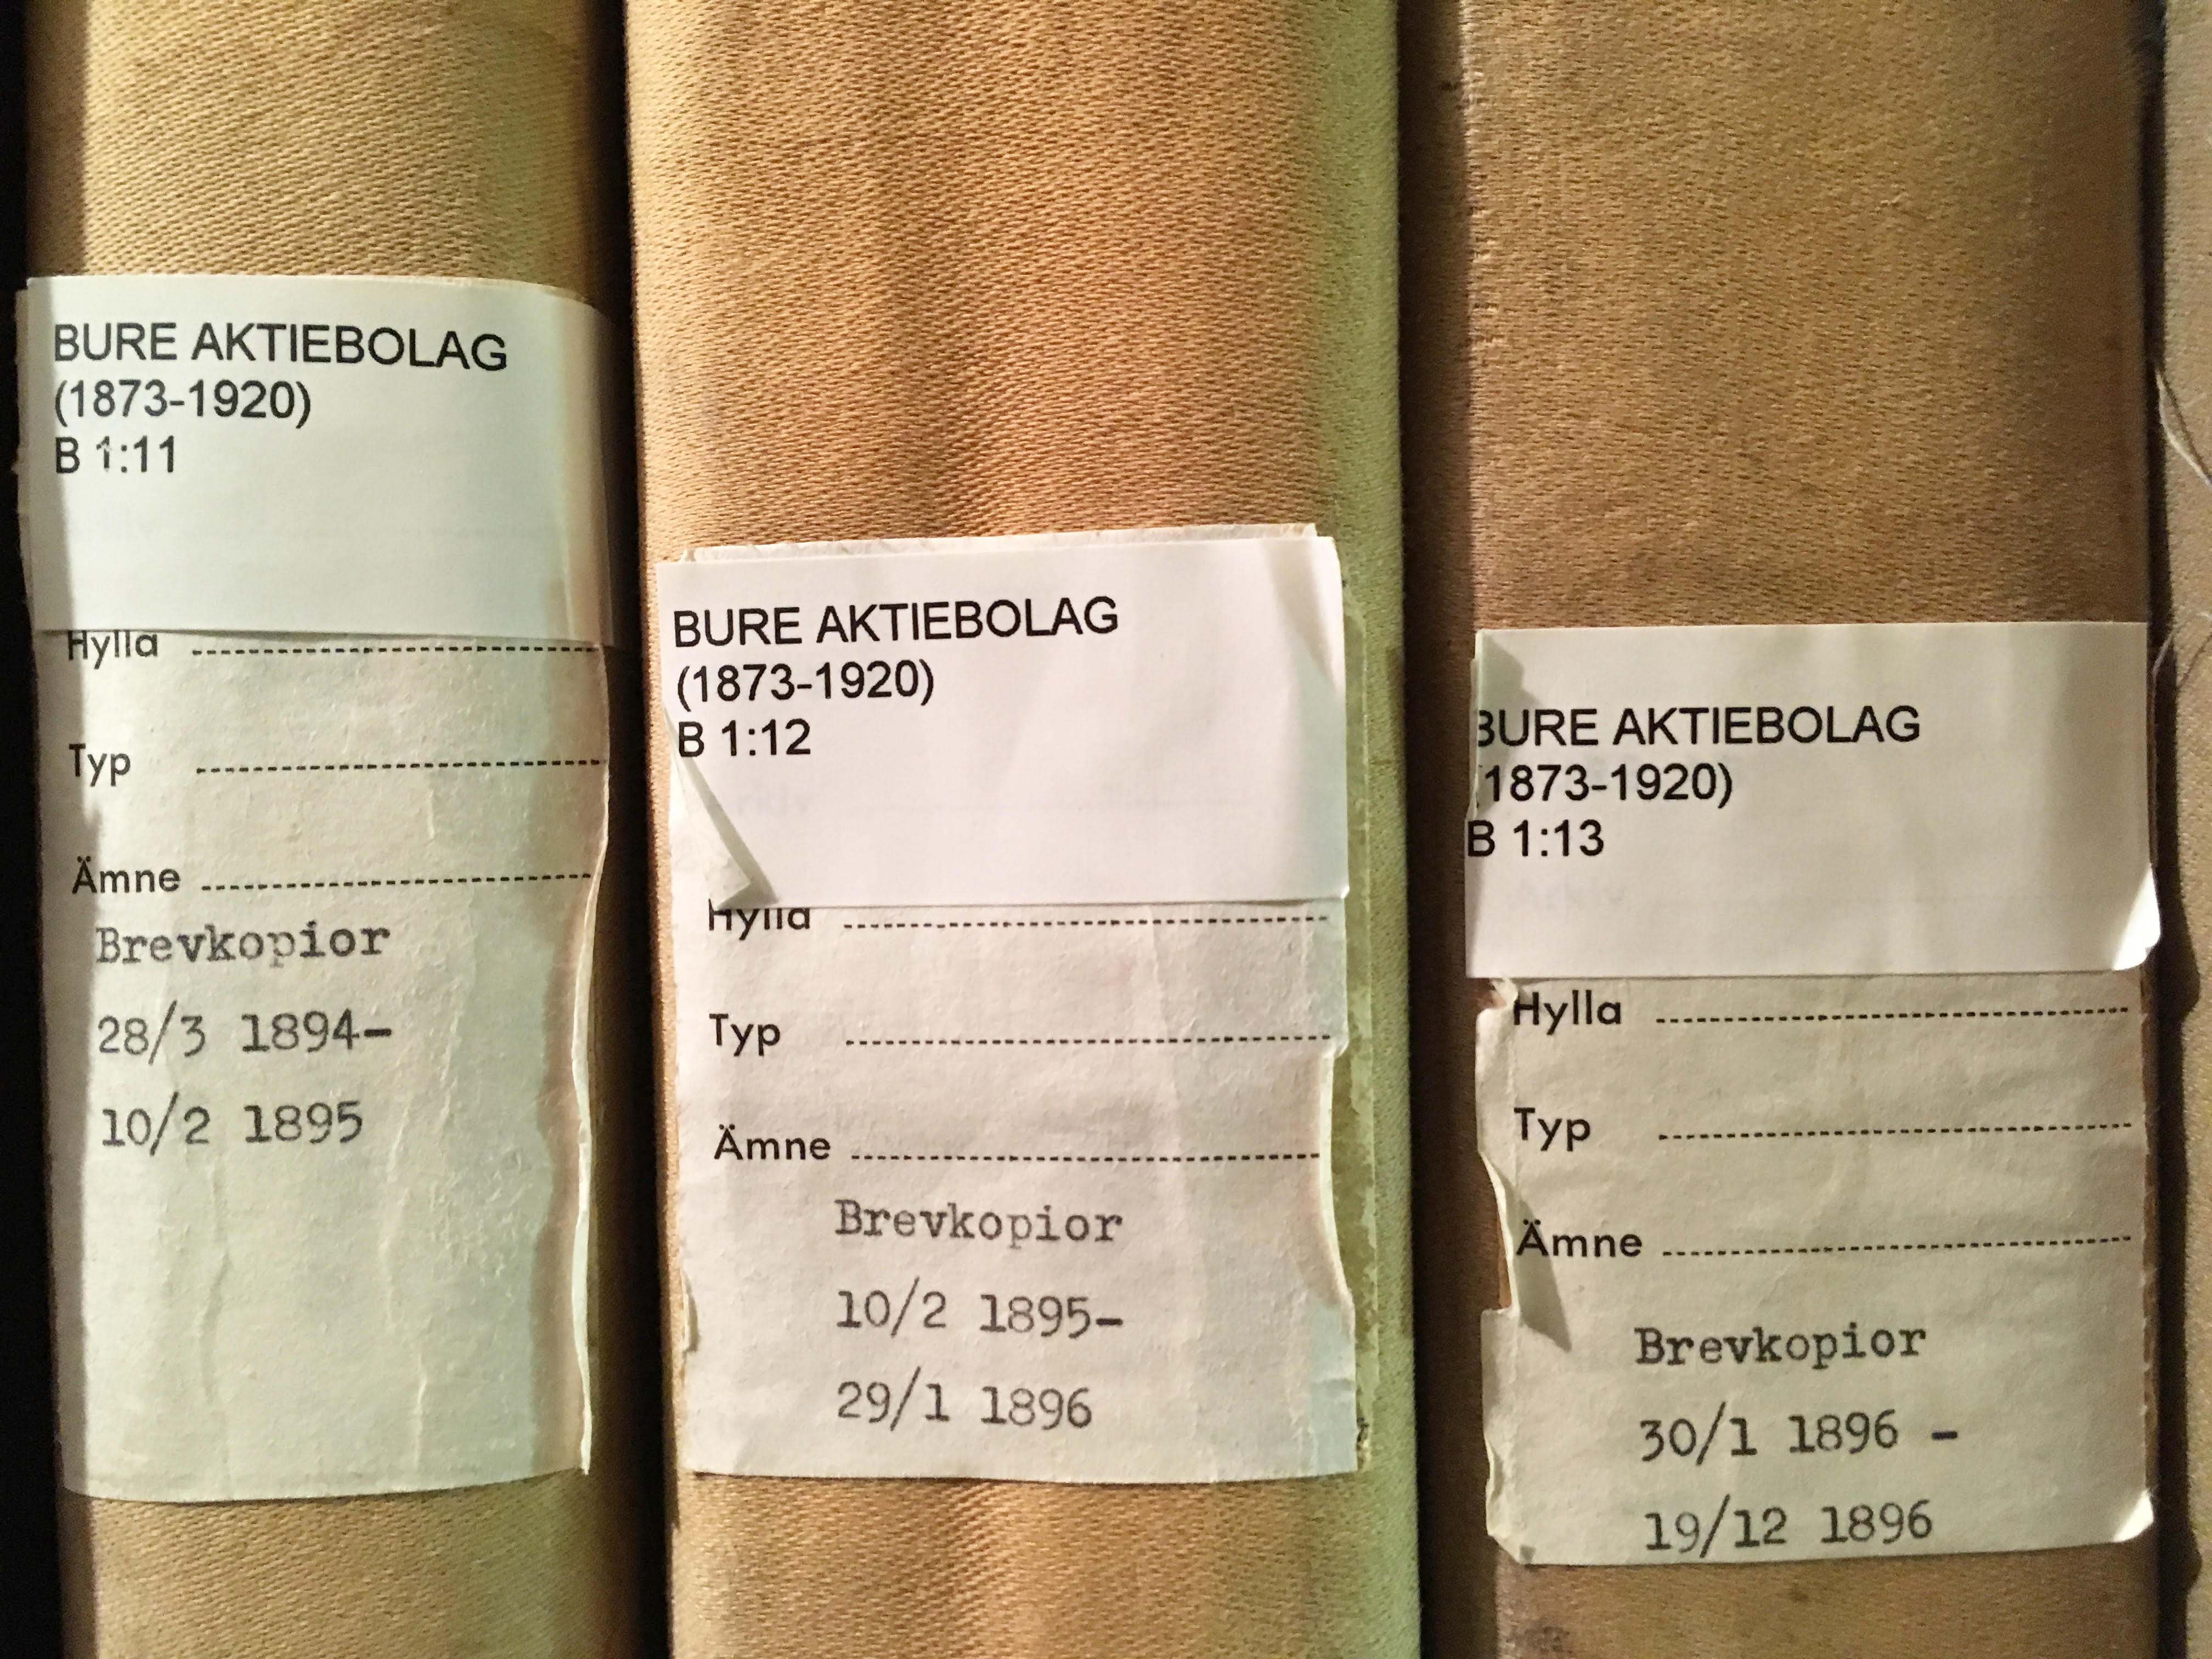 BURE AKTIEBOLAG
(1873-1920)
B 1:11
Hylla
Typ
Ämne
Brevkopior
28/3 1894-
10/2 1895
BURE AKTIEBOLAG
(1873-1920)
B 1:12
Hylla
Typ
Ämne
Brevkopior
10/2 1895-
29/1 1896
BURE AKTIEBOLAG
(1873-1920)
B 1:13
Hylla
Typ
Ämne
Brevkopior
30/1 1896 -
19/12 1896